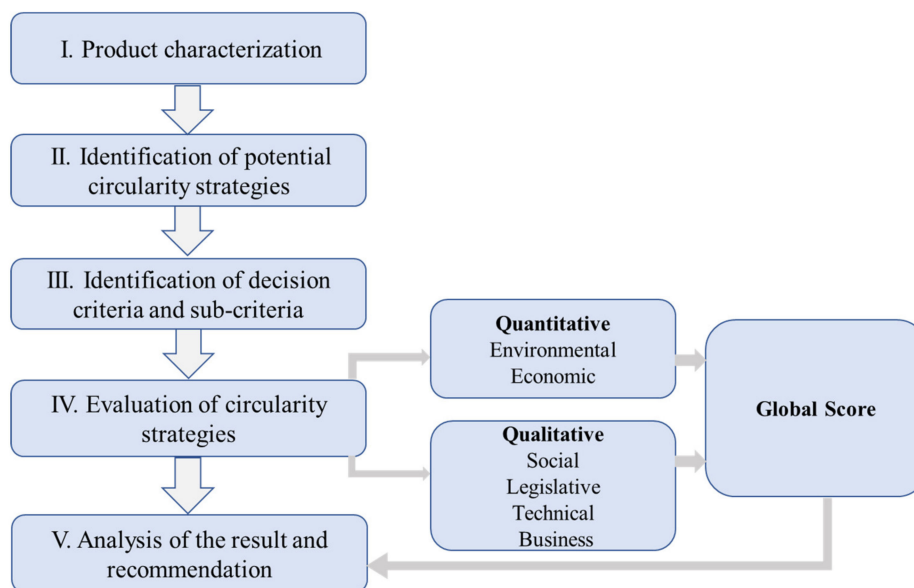 I. Product characterization
II. Identification of potential
circularity strategies
III. Identification of decision
criteria and sub-criteria
IV. Evaluation of circularity
strategies
V. Analysis of the result and
recommendation
Quantitative
Environmental
Economic
Qualitative
Social
Legislative
Technical
Business
Global Score